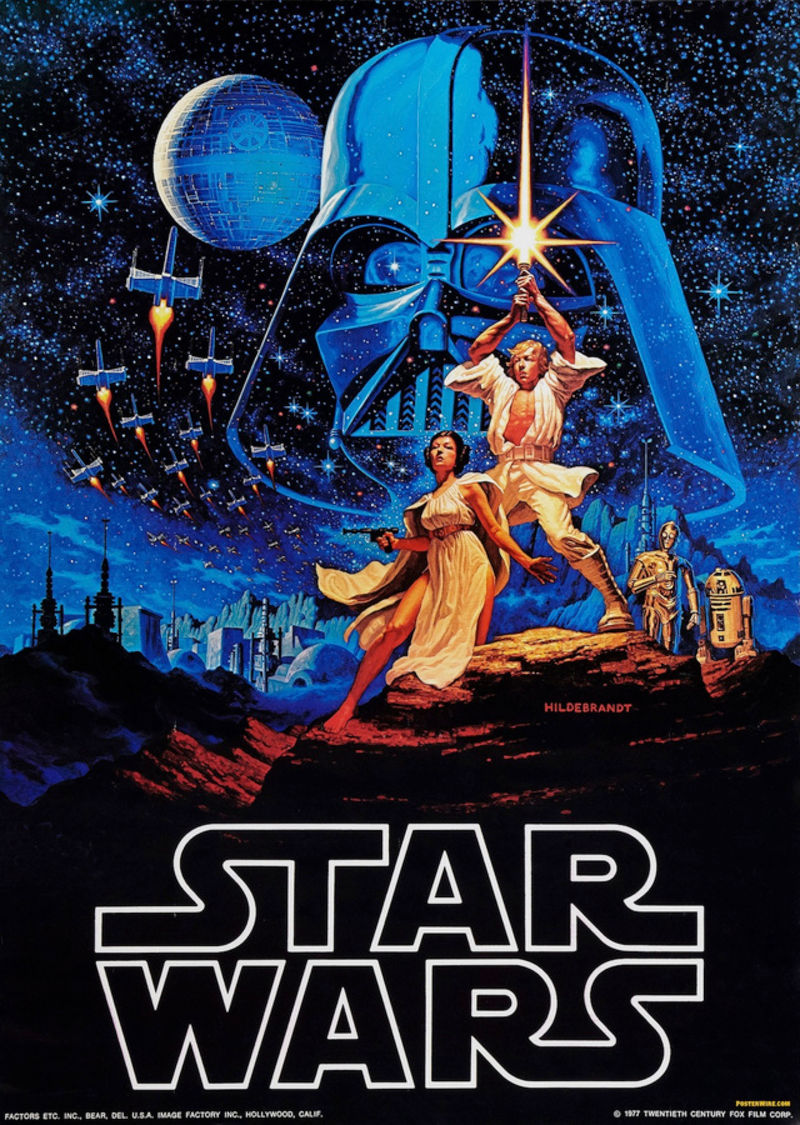 HILDEBRANDT
STAR
WARS
POSTERWIRE.COM
FACTORS ETC. INC., BEAR, DEL. U.S.A. IMAGE FACTORY INC., HOLLYWOOD, CALIF.
© 1977 TWENTIETH CENTURY FOX FILM CORP.